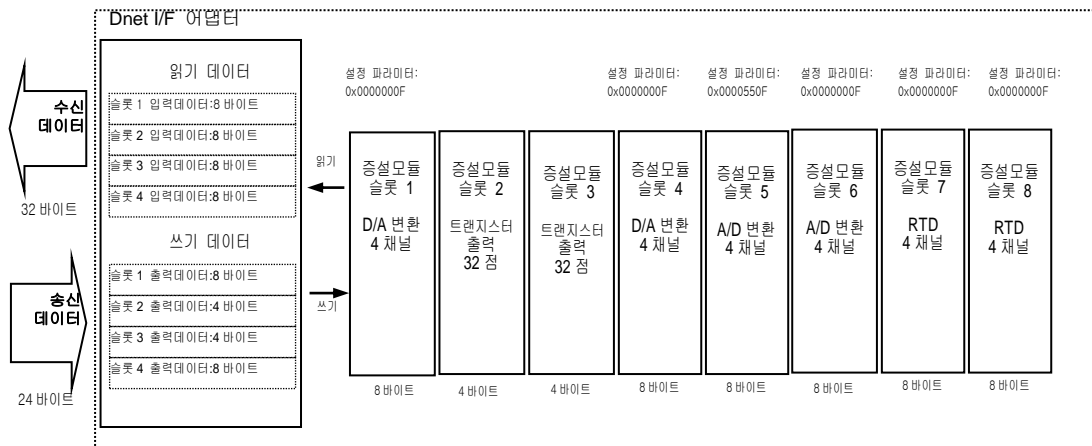 Dnet I/F 어댑터
읽기 데이터
슬롯 1 입력데이터:8 바이트
슬롯 2 입력데이터:8 바이트
슬롯 3 입력데이터:8 바이트
슬롯 4 입력데이터:8 바이트
쓰기 데이터
슬롯 1 출력데이터:8 바이트
슬롯 2 출력데이터:4 바이트
슬롯 3 출력데이터:4 바이트
슬롯 4 출력데이터:8 바이트
수신
데이터
32 바이트
송신
데이터
24 바이트
읽기
쓰기
설정 파라미터:
0x0000000F
증설모듈
슬롯 1
D/A 변환
4 채널
8 바이트
증설모듈
슬롯 2
트랜지스터
출력
32 점
4 바이트
증설모듈
슬롯 3
트랜지스터
출력
32 점
4 바이트
설정 파라미터:
0x0000000F
증설모듈
슬롯 4
D/A 변환
4 채널
8 바이트
설정 파라미터:
0x0000550F
증설모듈
슬롯 5
A/D 변환
4 채널
8 바이트
설정 파라미터:
0x0000000F
증설모듈
슬롯 6
A/D 변환
4 채널
8 바이트
설정 파라미터:
0x0000000F
증설모듈
슬롯 7
RTD
4 채널
8 바이트
설정 파라미터:
0x0000000F
증설모듈
슬롯 8
RTD
4 채널
8 바이트